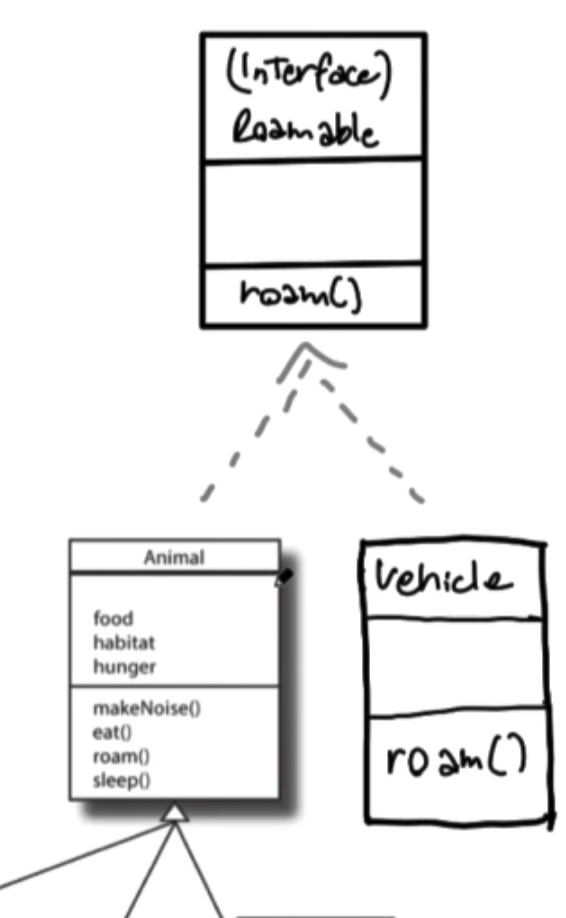 (Interface)
Roamable
roam()
Animal
food
habitat
hunger
makeNoise()
eat()
roam()
sleep()
Vehicle
roam()